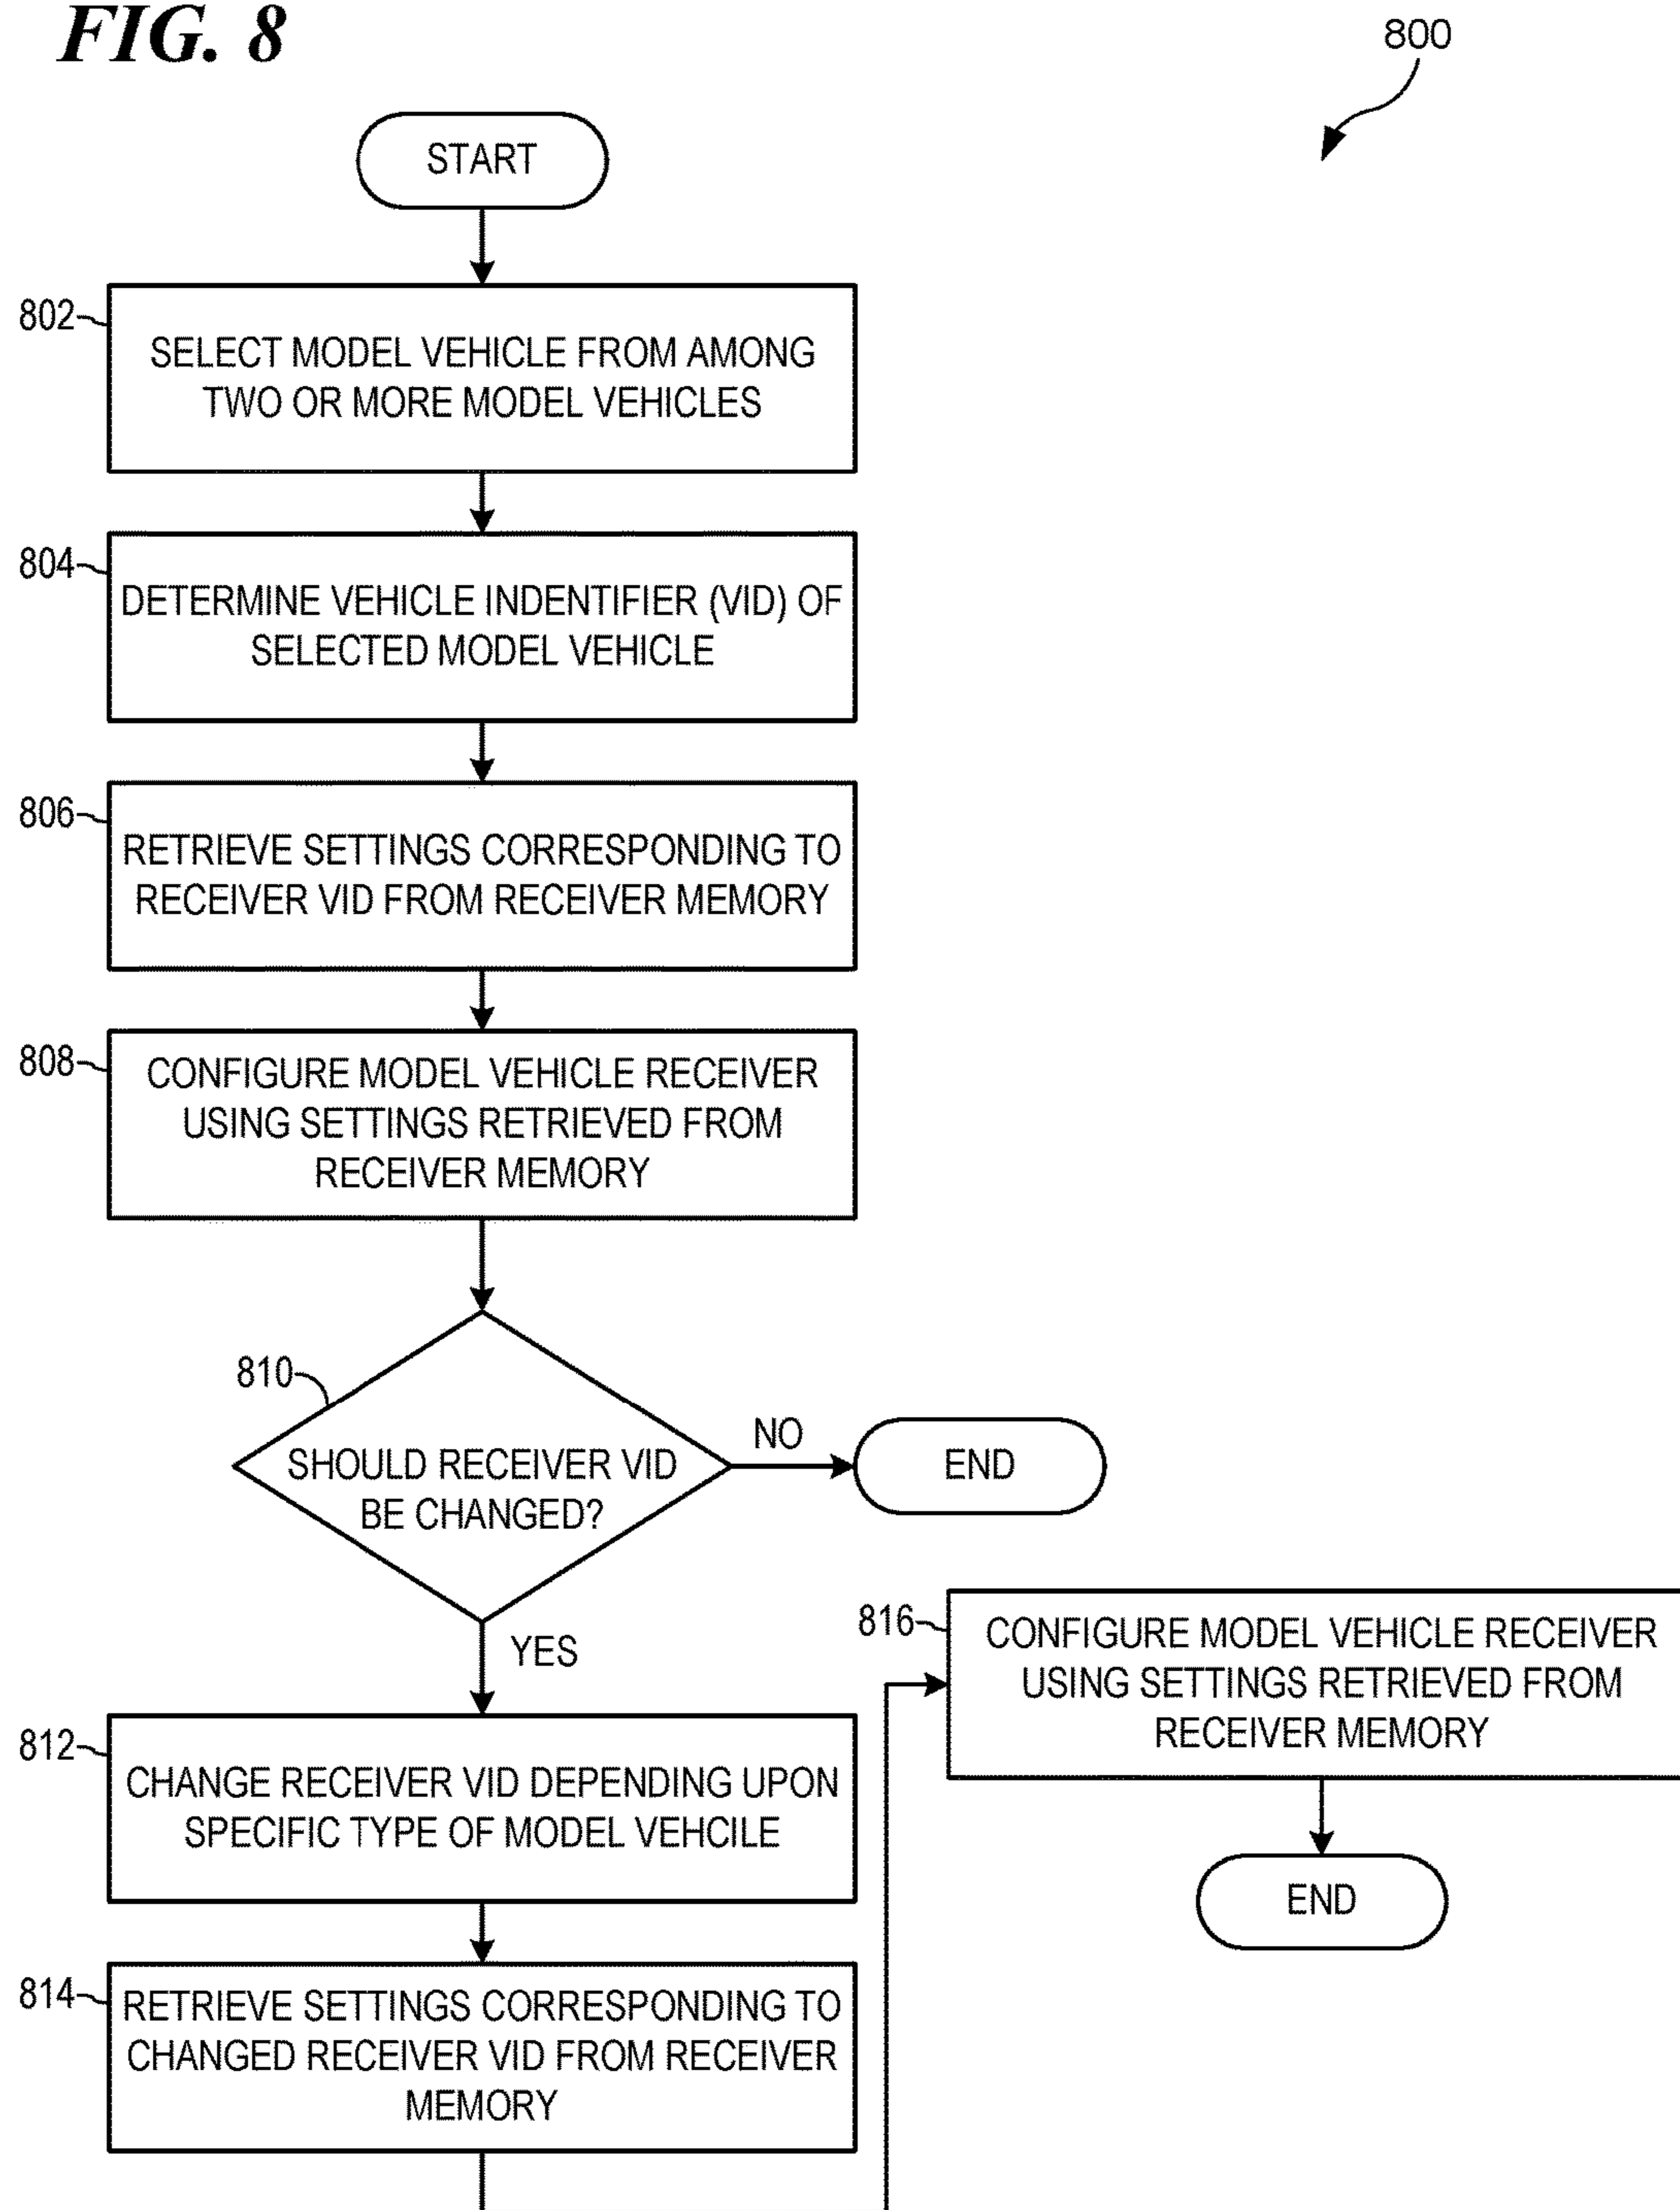 FIG. 8
800
START
802
SELECT MODEL VEHICLE FROM AMONG
TWO OR MORE MODEL VEHICLES
804
DETERMINE VEHICLE INDENTIFIER (VID) OF
SELECTED MODEL VEHICLE
806
RETRIEVE SETTINGS CORRESPONDING TO
RECEIVER VID FROM RECEIVER MEMORY
808
CONFIGURE MODEL VEHICLE RECEIVER
USING SETTINGS RETRIEVED FROM
RECEIVER MEMORY
810
SHOULD RECEIVER VID
BE CHANGED?
NO
END
YES
812
CHANGE RECEIVER VID DEPENDING UPON
SPECIFIC TYPE OF MODEL VEHCILE
814
RETRIEVE SETTINGS CORRESPONDING TO
CHANGED RECEIVER VID FROM RECEIVER
MEMORY
816
CONFIGURE MODEL VEHICLE RECEIVER
USING SETTINGS RETRIEVED FROM
RECEIVER MEMORY
END